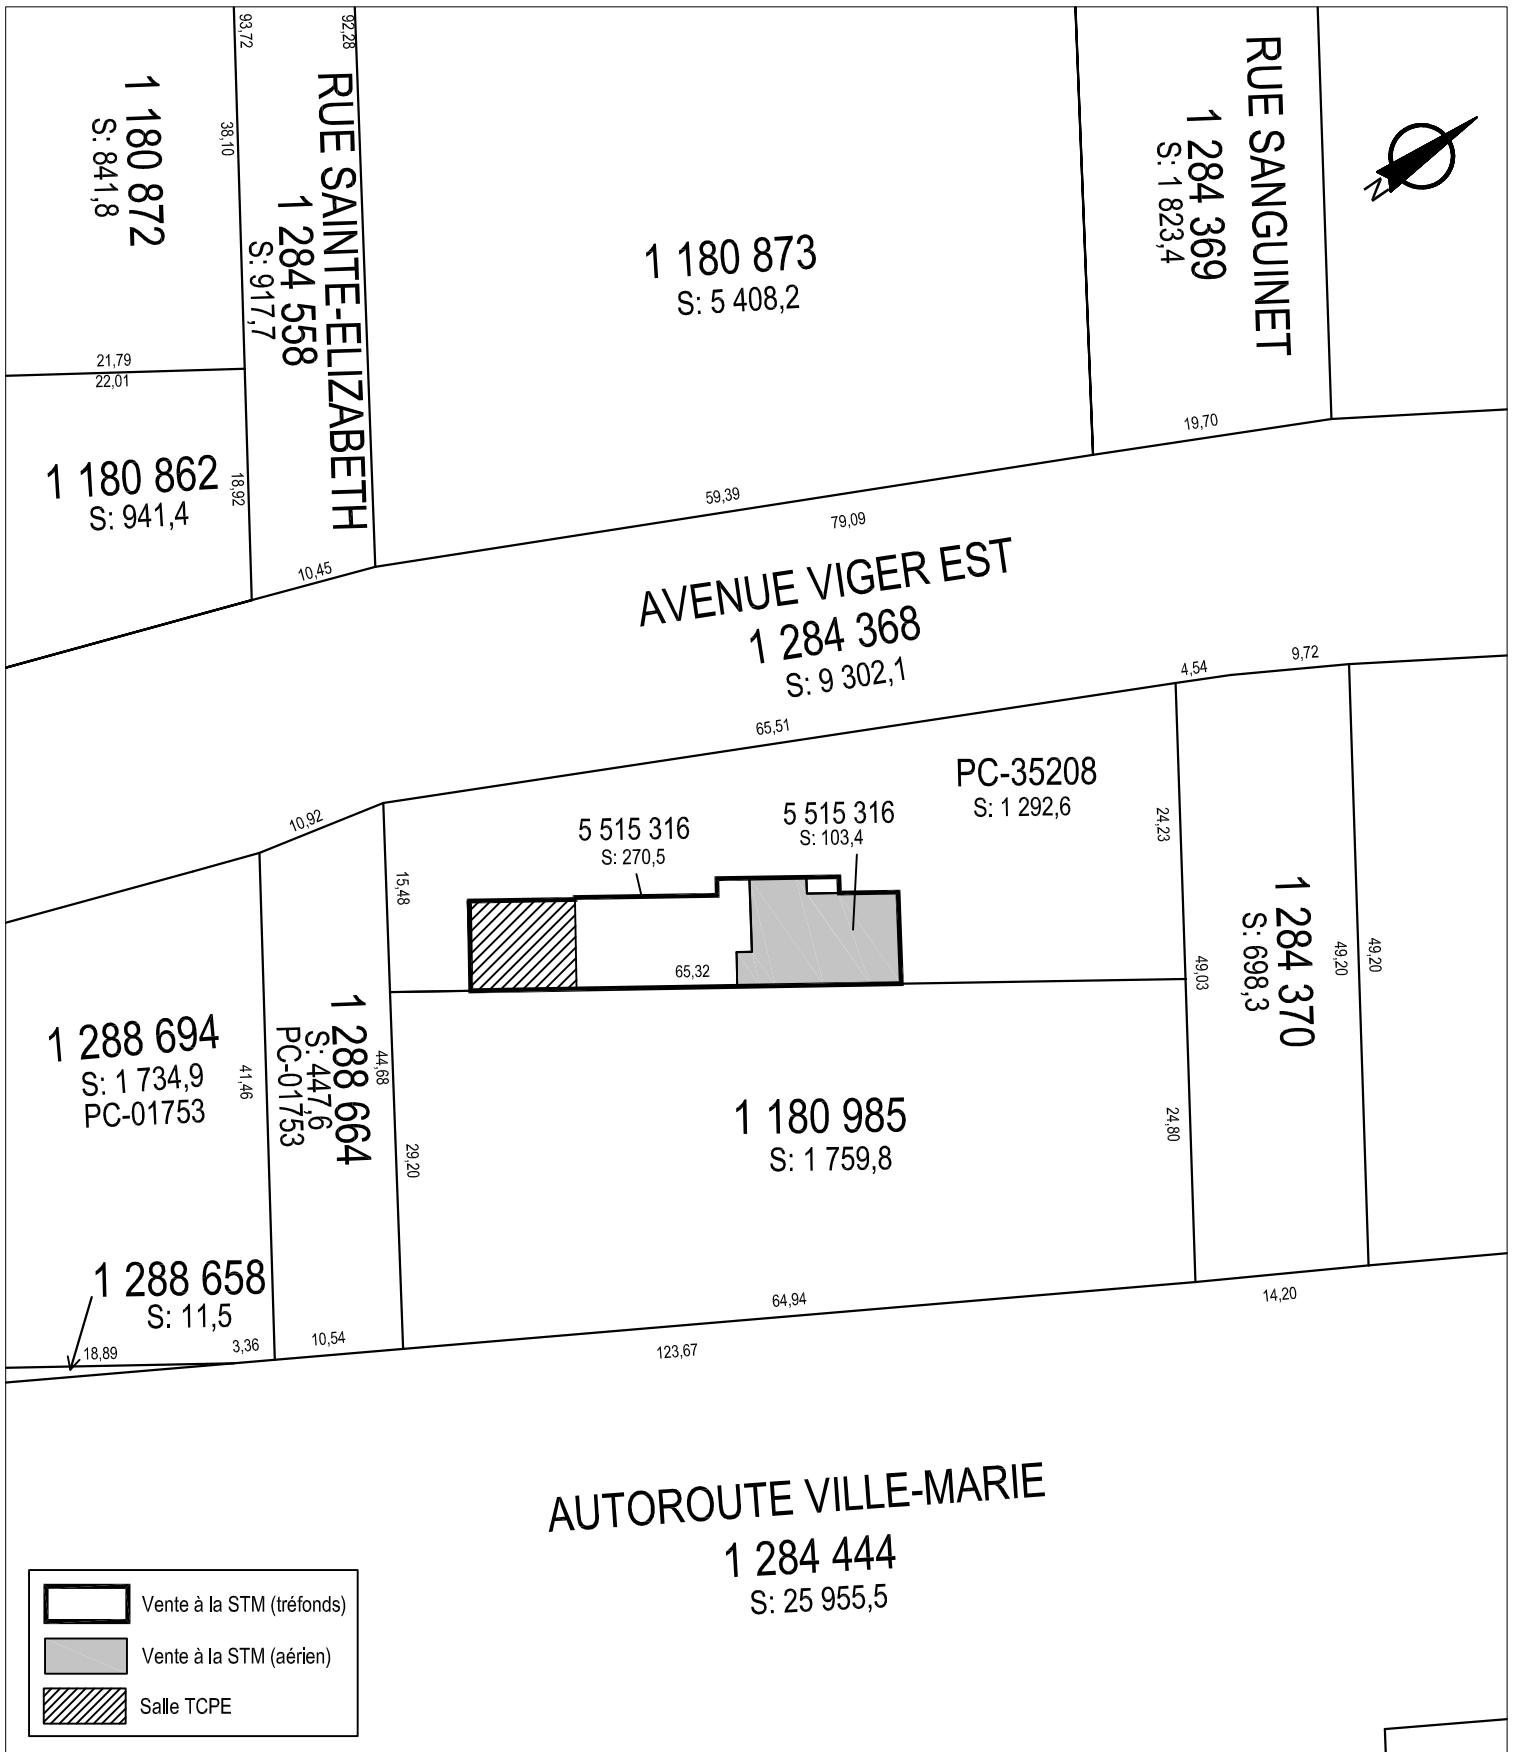 93,72
92,28
38,10
1 180 872
S: 841,8
RUE SAINTE-ELIZABETH
1 284 558
S: 917,7
1 180 873
S: 5 408,2
RUE SANGUINET
1 284 369
S: 1 823,4
N
21,79
22,01
1 180 862
S: 941,4
18,92
10,45
59,39
79,09
19,70
AVENUE VIGER EST
1 284 368
S: 9 302,1
4,54
9,72
65,51
10,92
PC-35208
S: 1 292,6
5 515 316
S: 270,5
5 515 316
S: 103,4
15,48
24,23
65,32
1 284 370
S: 698,3
49,03
49,20
49,20
1 288 694
S: 1 734,9
PC-01753
41,46
1 288 664
S: 447,6
PC-01753
44,68
29,20
1 180 985
S: 1 759,8
24,80
1 288 658
S: 11,5
18,89
3,36
10,54
64,94
123,67
14,20
AUTOROUTE VILLE-MARIE
1 284 444
S: 25 955,5
Vente à la STM (tréfonds)
Vente à la STM (aérien)
Salle TCPE